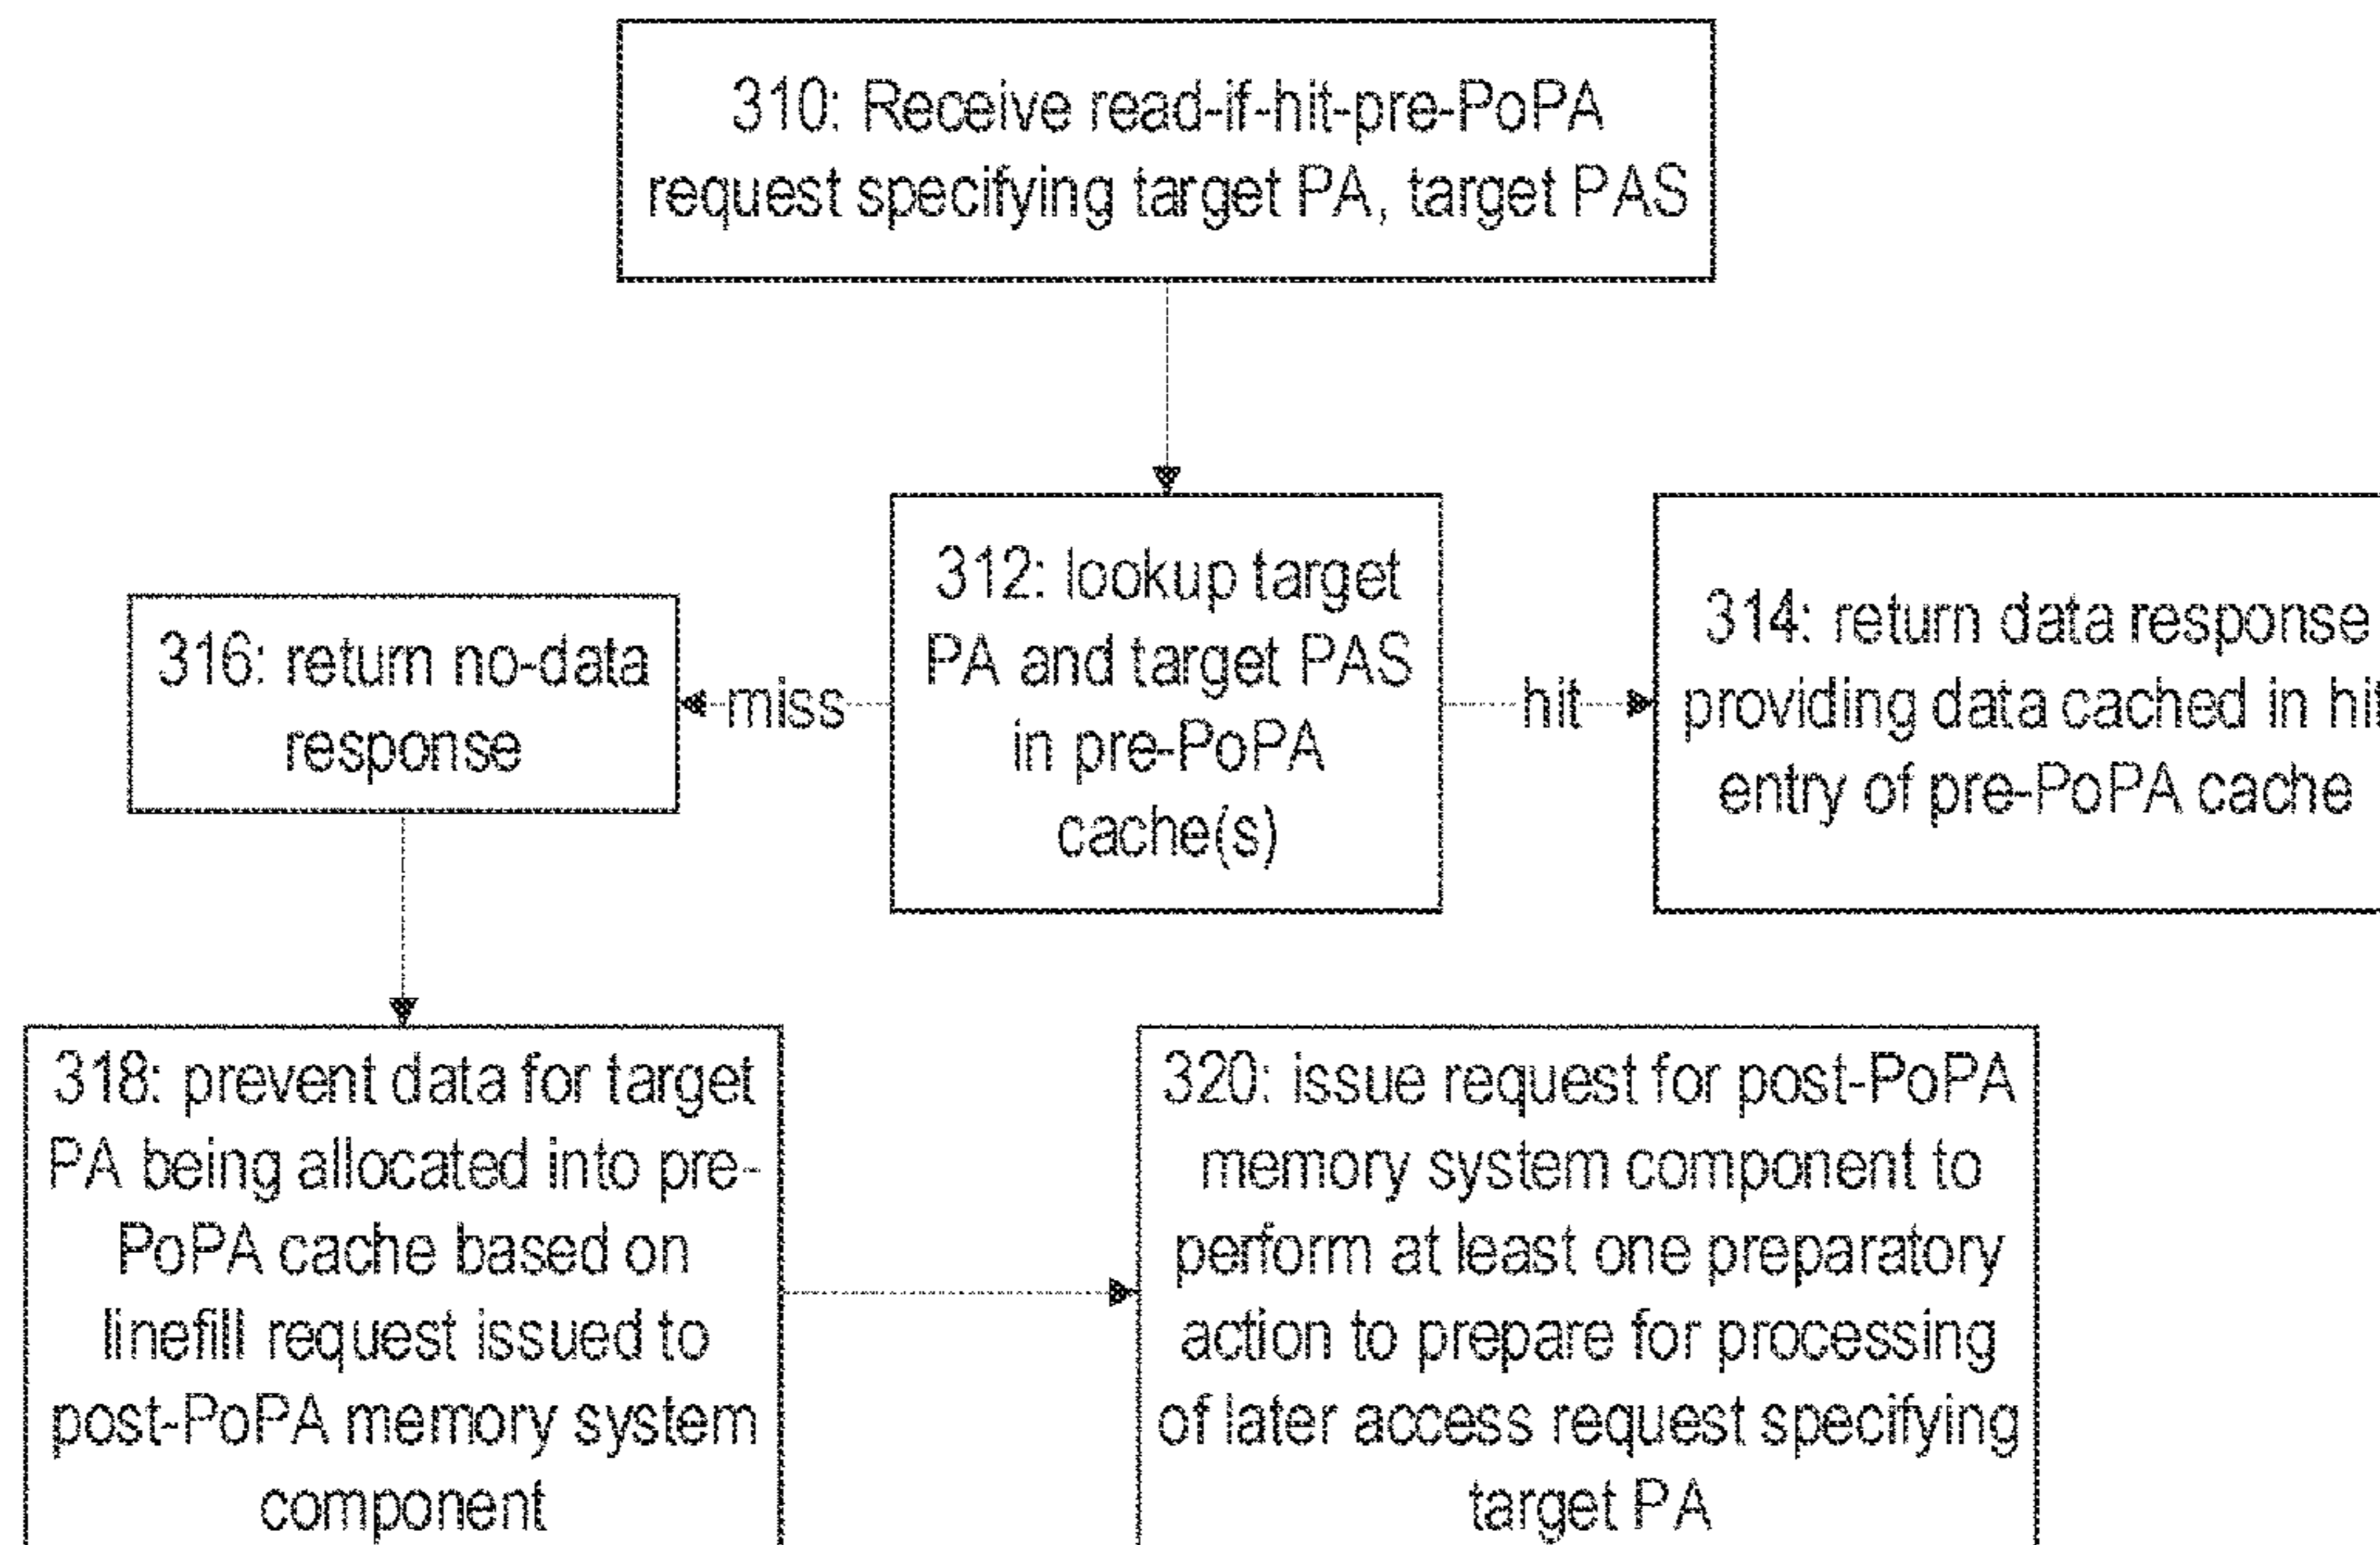 310: Receive read-if-hit-pre-PoPA
request specifying target PA, target PAS
312: lookup target
PA and target PAS
in pre-PoPA
cache(s)
miss
hit
316: return no-data
response
314: return data response
providing data cached in hit
entry of pre-PoPA cache
318: prevent data for target
PA being allocated into pre-
PoPA cache based on
linefill request issued to
post-PoPA memory system
component
320: issue request for post-PoPA
memory system component to
perform at least one preparatory
action to prepare for processing
of later access request specifying
target PA